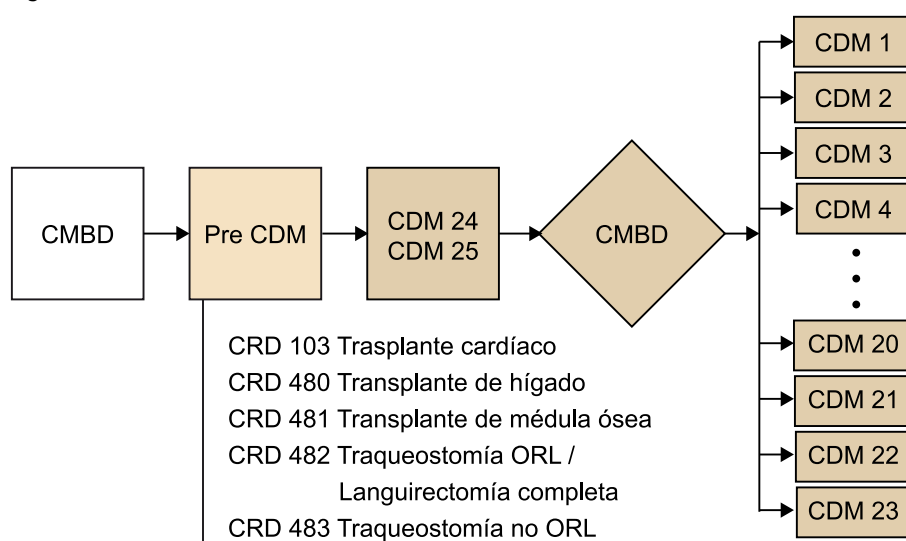 CMBD
Pre CDM
CDM 24
CDM 25
CMBD
CDM 1
CDM 2
CDM 3
CDM 4
CDM 20
CDM 21
CDM 22
CDM 23
CRD 103 Trasplante cardíaco
CRD 480 Transplante de hígado
CRD 481 Transplante de médula ósea
CRD 482 Traqueostomía ORL /
Languirectomía completa
CRD 483 Traqueostomía no ORL